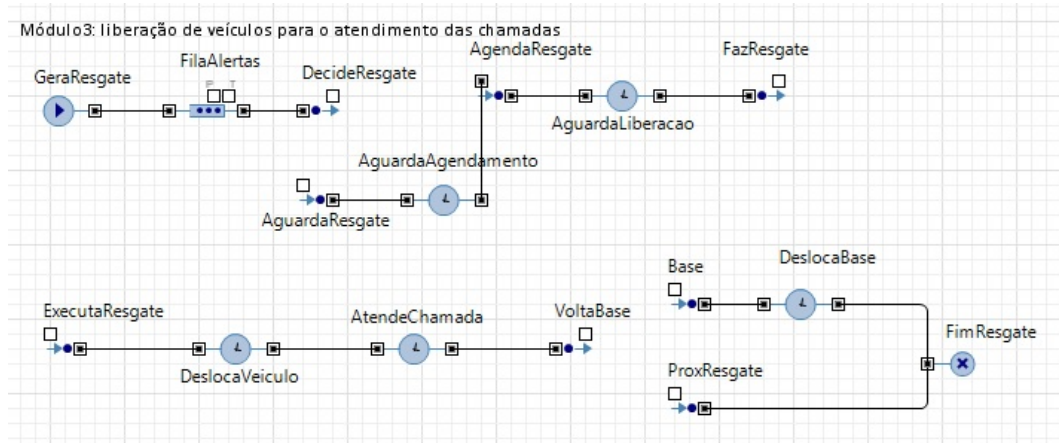 Módulo3: liberação de veículos para o atendimento das chamadas
GeraResgate
FilaAlertas
P T
DecideResgate
AgendaResgate
FazResgate
AguardaLiberacao
AguardaAgendamento
AguardaResgate
ExecutaResgate
DeslocaVeiculo
AtendeChamada
VoltaBase
Base
DeslocaBase
ProxResgate
FimResgate